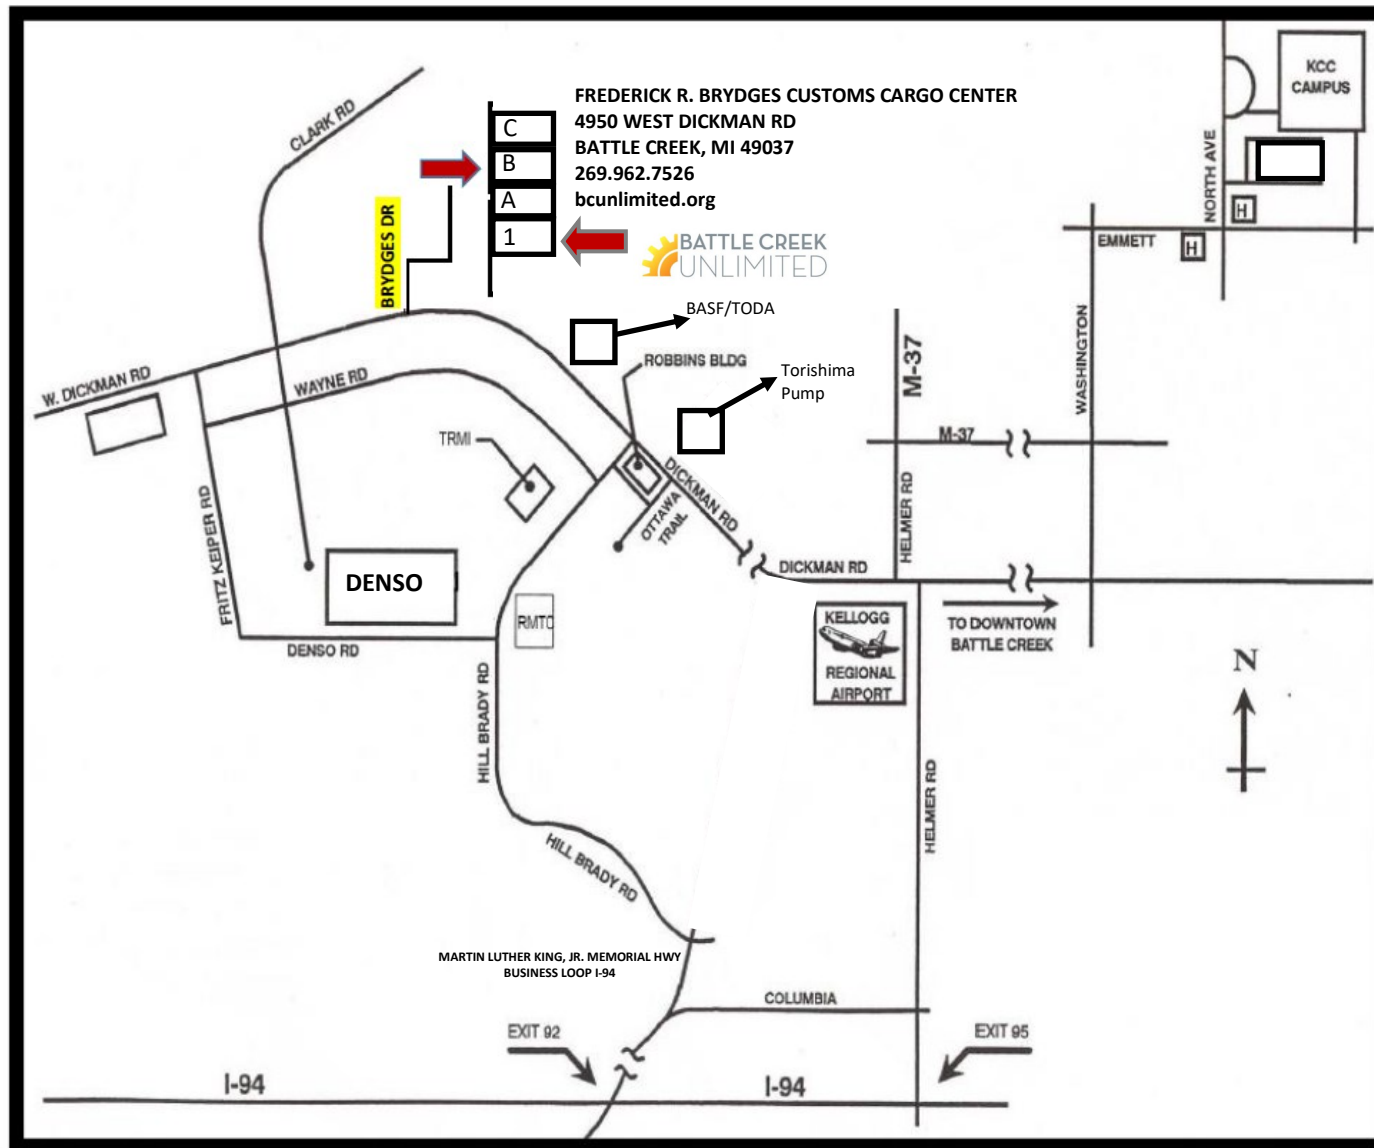 KCC
CAMPUS
CLARK RD
FREDERICK R. BRYDGES CUSTOMS CARGO CENTER
4950 WEST DICKMAN RD
BATTLE CREEK, MI 49037
269.962.7526
bcunlimited.org
C
B
A
1
BRYDGES DR
BATTLE CREEK
UNLIMITED
NORTH AVE
H
EMMETT
H
BASF/TODA
ROBBINS BLDG
Torishima
Pump
M-37
WASHINGTON
W. DICKMAN RD
WAYNE RD
TRMI
M-37
DICKMAN RD
OTTAWA
TRAIL
HELMER RD
FRITZ KEIPER RD
DENSO
DICKMAN RD
RMTC
KELLOGG
REGIONAL
AIRPORT
TO DOWNTOWN
BATTLE CREEK
DENSO RD
N
HILL BRADY RD
HELMER RD
HILL BRADY RD
MARTIN LUTHER KING, JR. MEMORIAL HWY
BUSINESS LOOP I-94
COLUMBIA
EXIT 92
EXIT 95
I-94
I-94